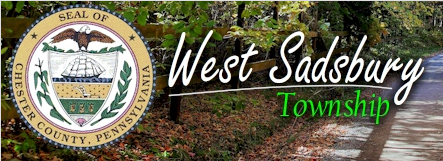 SEAL OF
CHESTER COUNTY, PENNSYLVANIA
West Sadsbury
Township